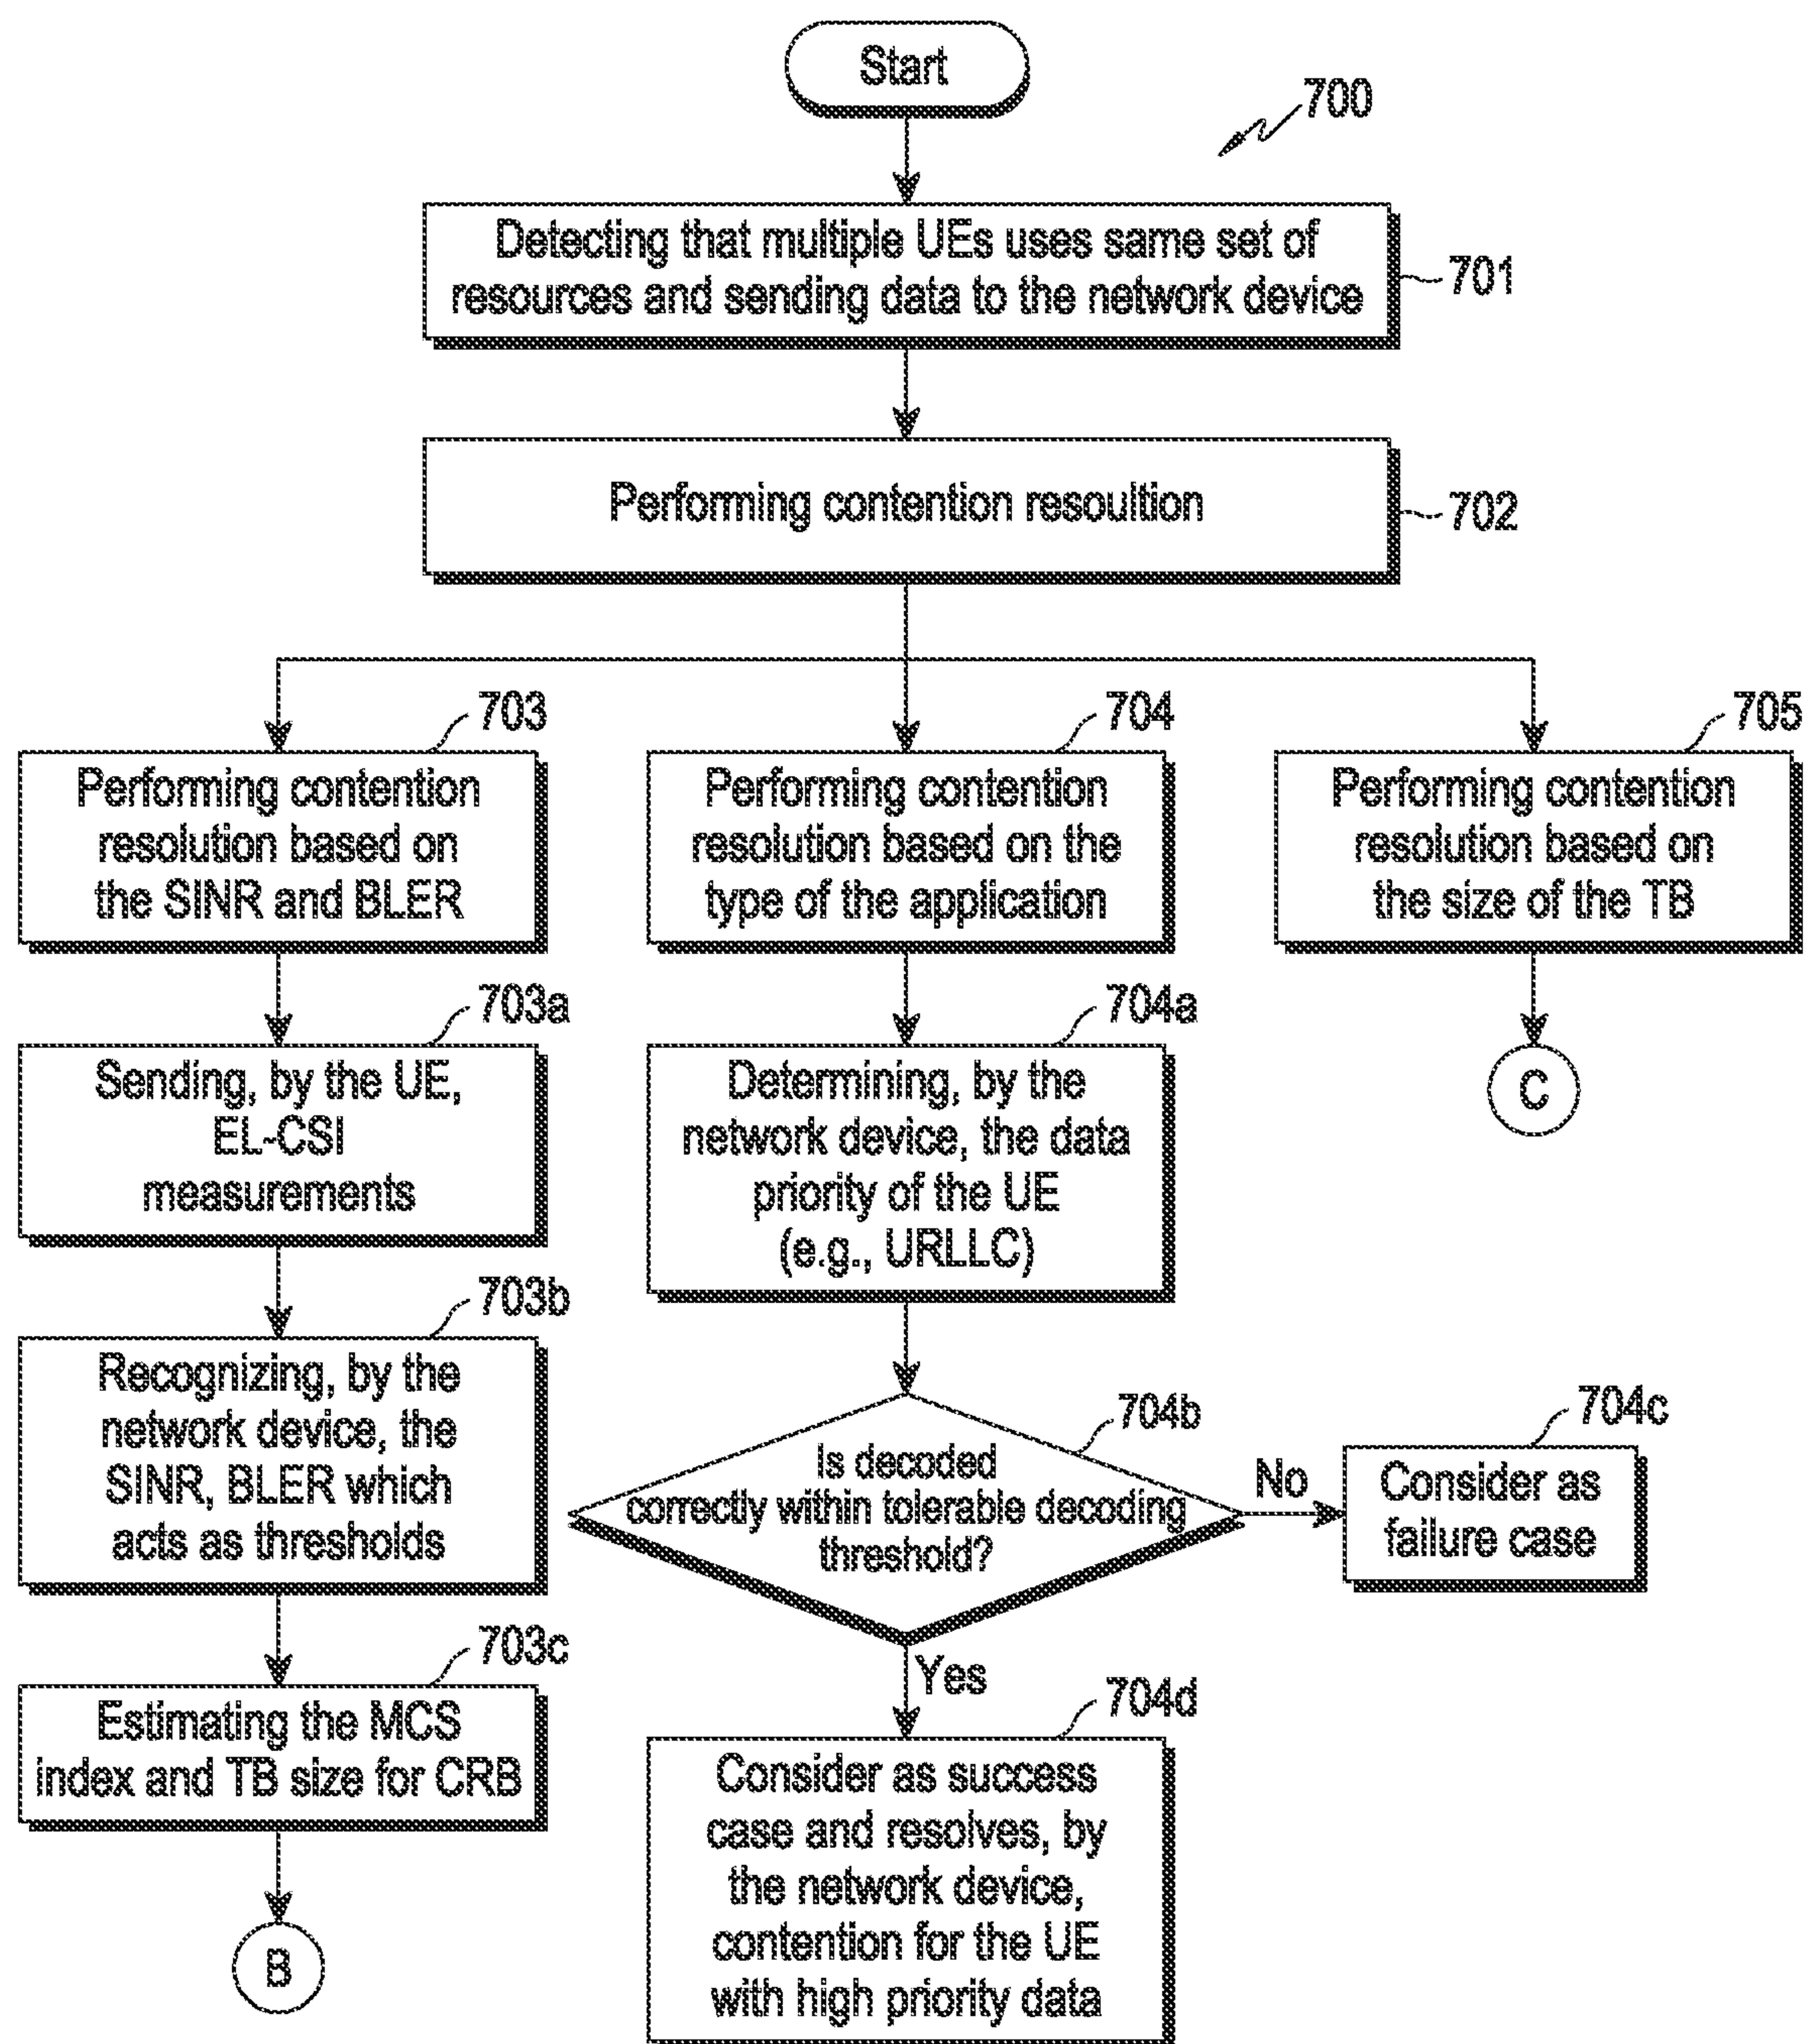 Start
700
Detecting that multiple UEs uses same set of
resources and sending data to the network device
701
Performing contention resoultion
702
703
Performing contention
resolution based on
the SINR and BLER
704
Performing contention
resolution based on the
type of the application
705
Performing contention
resolution based on
the size of the TB
703a
Sending, by the UE,
EL-CSI
measurements
704a
Determining, by the
network device, the data
priority of the UE
(e.g., URLLC)
C
703b
Recognizing, by the
network device, the
SINR, BLER which
acts as thresholds
704b
Is decoded
correctly within tolerable decoding
threshold?
No
704c
Consider as
failure case
Yes
703c
Estimating the MCS
index and TB size for CRB
704d
Consider as success
case and resolves, by
the network device,
contention for the UE
with high priority data
B